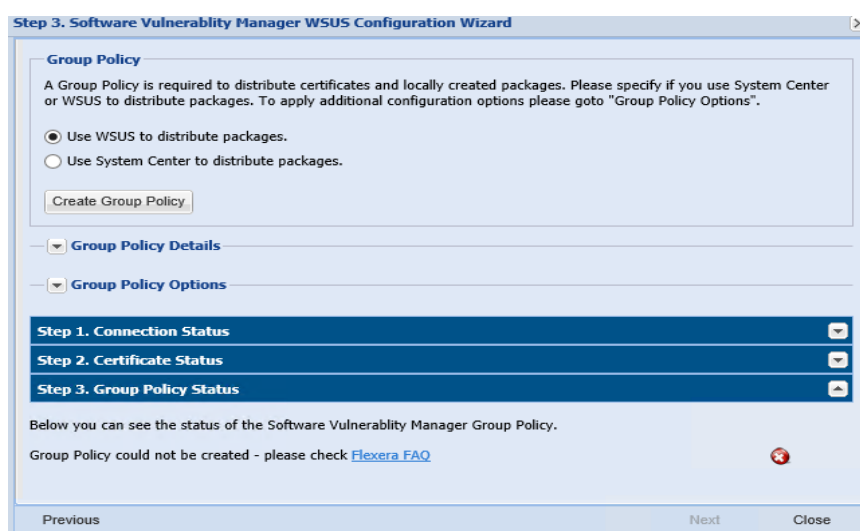 Step 3. Software Vulnerablity Manager WSUS Configuration Wizard
Group Policy
A Group Policy is required to distribute certificates and locally created packages. Please specify if you use System Center
or WSUS to distribute packages. To apply additional configuration options please goto "Group Policy Options".
Use WSUS to distribute packages.
Use System Center to distribute packages.
Create Group Policy
Group Policy Details
Group Policy Options
Step 1. Connection Status
Step 2. Certificate Status
Step 3. Group Policy Status
Below you can see the status of the Software Vulnerablity Manager Group Policy.
Group Policy could not be created - please check Flexera FAQ
Previous Next Close